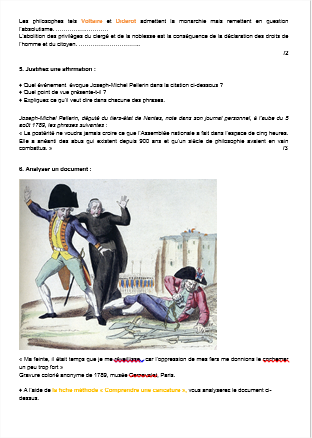 Les philosophes tels Voltaire et Diderot admettent la monarchie mais remettent en question
l'absolutisme. ............................
L'abolition des privilèges du clergé et de la noblesse est la conséquence de la déclaration des droits de
l'homme et du citoyen. ................................
/2
5. Justifiez une affirmation :
♦ Quel événement évoque Joseph-Michel Pellerin dans la citation ci-dessous ?
♦ Quel point de vue présente-t-il ?
♦ Expliquez ce qu'il veut dire dans chacune des phrases.
Joseph-Michel Pellerin, député du tiers-état de Nantes, note dans son journal personnel, à l'aube du 5
août 1789, les phrases suivantes :
« La postérité ne voudra jamais croire ce que l'Assemblée nationale a fait dans l'espace de cinq heures.
Elle a anéanti des abus qui existent depuis 900 ans et qu'un siècle de philosophie avaient en vain
combattus. » /3
6. Analyser un document :
« Ma feinte, il était temps que je me réveillisse, car l'oppression de mes fers me donnions le cochemar
un peu trop fort »
Gravure coloriée anonyme de 1789, musée Carnavalet, Paris.
♦ A l'aide de la fiche méthode « Comprendre une caricature », vous analyserez le document ci-
dessus.